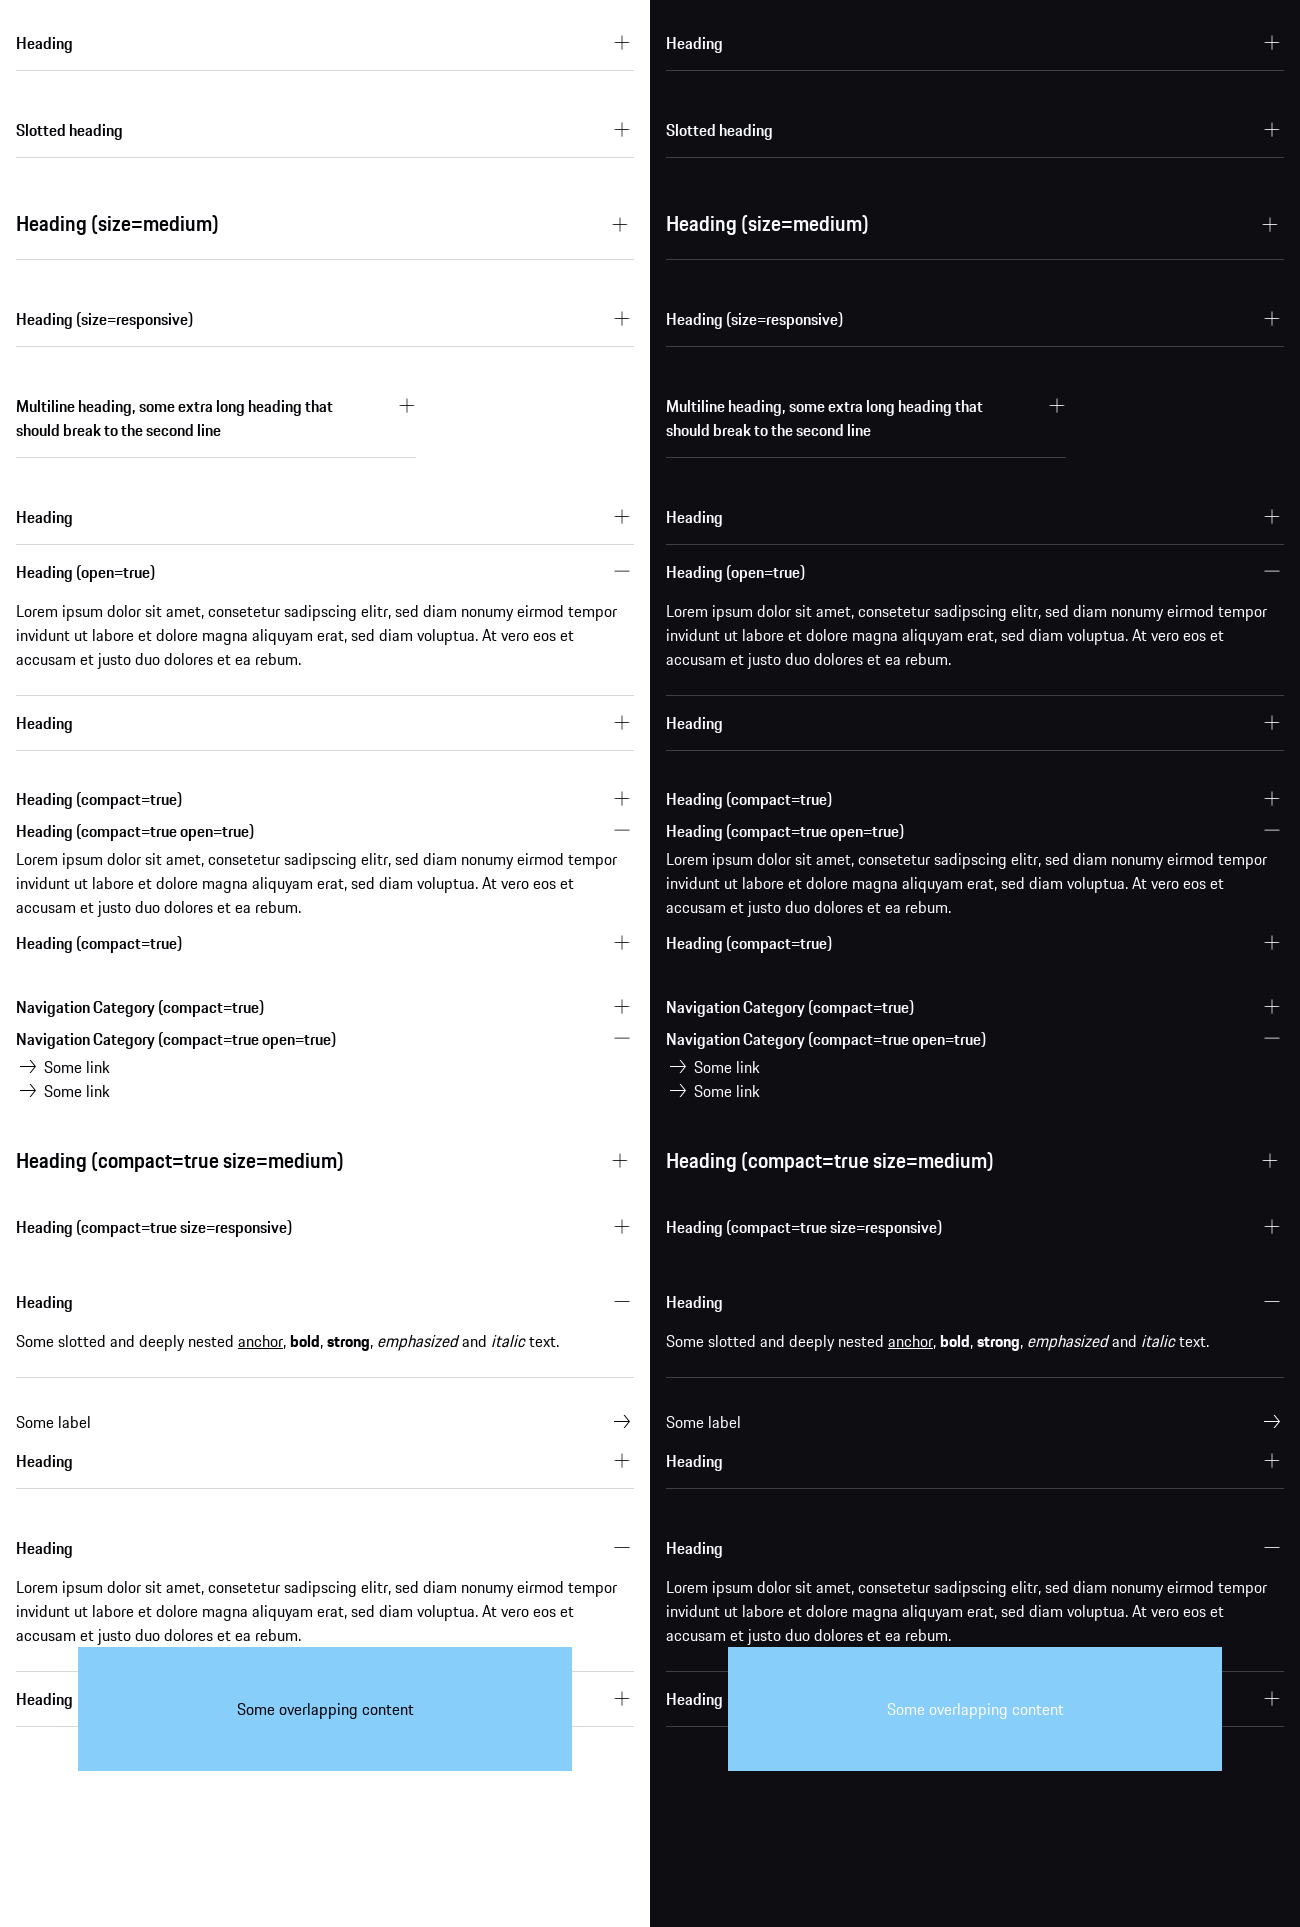 Heading
Slotted heading
Heading (size=medium)
Heading (size=responsive)
Multiline heading, some extra long heading that
should break to the second line
Heading
Heading (open=true)
Lorem ipsum dolor sit amet, consetetur sadipscing elitr, sed diam nonumy eirmod tempor
invidunt ut labore et dolore magna aliquyam erat, sed diam voluptua. At vero eos et
accusam et justo duo dolores et ea rebum.
Heading
Heading (compact=true)
Heading (compact=true open=true)
Lorem ipsum dolor sit amet, consetetur sadipscing elitr, sed diam nonumy eirmod tempor
invidunt ut labore et dolore magna aliquyam erat, sed diam voluptua. At vero eos et
accusam et justo duo dolores et ea rebum.
Heading (compact=true)
Navigation Category (compact=true)
Navigation Category (compact=true open=true)
Some link
Some link
Heading (compact=true size=medium)
Heading (compact=true size=responsive)
Heading
Some slotted and deeply nested anchor, bold, strong, emphasized and italic text.
Some label
Heading
Heading
Lorem ipsum dolor sit amet, consetetur sadipscing elitr, sed diam nonumy eirmod tempor
invidunt ut labore et dolore magna aliquyam erat, sed diam voluptua. At vero eos et
accusam et justo duo dolores et ea rebum.
Heading
Some overlapping content
Heading
Slotted heading
Heading (size=medium)
Heading (size=responsive)
Multiline heading, some extra long heading that
should break to the second line
Heading
Heading (open=true)
Lorem ipsum dolor sit amet, consetetur sadipscing elitr, sed diam nonumy eirmod tempor
invidunt ut labore et dolore magna aliquyam erat, sed diam voluptua. At vero eos et
accusam et justo duo dolores et ea rebum.
Heading
Heading (compact=true)
Heading (compact=true open=true)
Lorem ipsum dolor sit amet, consetetur sadipscing elitr, sed diam nonumy eirmod tempor
invidunt ut labore et dolore magna aliquyam erat, sed diam voluptua. At vero eos et
accusam et justo duo dolores et ea rebum.
Heading (compact=true)
Navigation Category (compact=true)
Navigation Category (compact=true open=true)
Some link
Some link
Heading (compact=true size=medium)
Heading (compact=true size=responsive)
Heading
Some slotted and deeply nested anchor, bold, strong, emphasized and italic text.
Some label
Heading
Heading
Lorem ipsum dolor sit amet, consetetur sadipscing elitr, sed diam nonumy eirmod tempor
invidunt ut labore et dolore magna aliquyam erat, sed diam voluptua. At vero eos et
accusam et justo duo dolores et ea rebum.
Heading
Some overlapping content